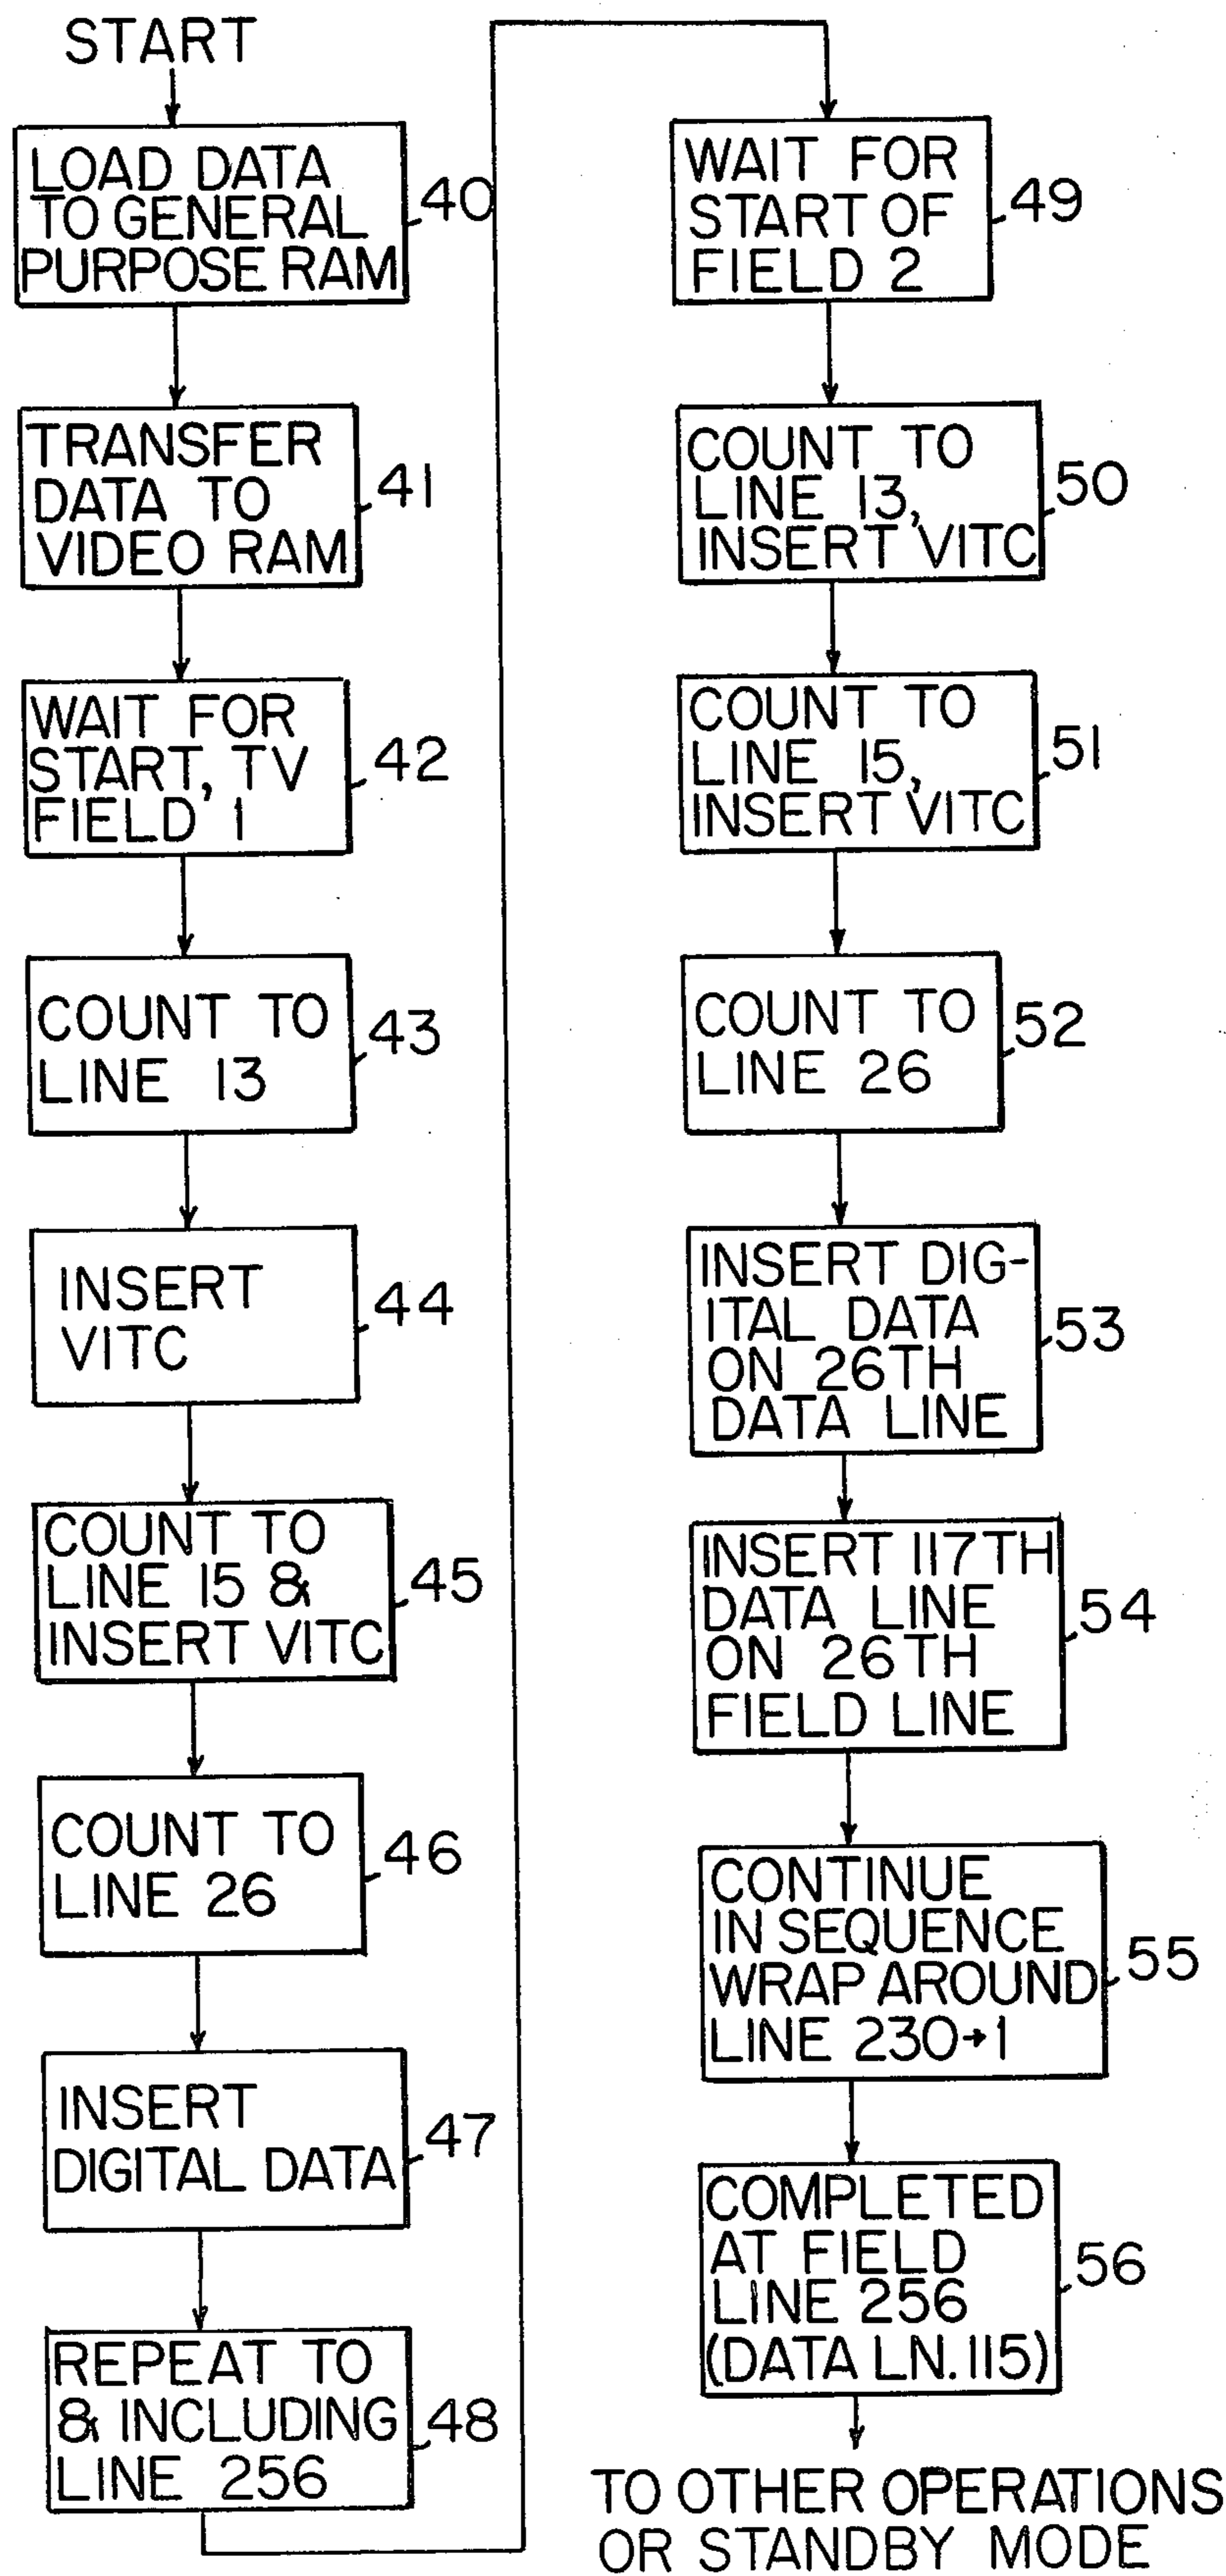 START
LOAD DATA
TO GENERAL
PURPOSE RAM
40
TRANSFER
DATA TO
VIDEO RAM
41
WAIT FOR
START, TV
FIELD 1
42
COUNT TO
LINE 13
43
INSERT
VITC
44
COUNT TO
LINE 15 &
INSERT VITC
45
COUNT TO
LINE 26
46
INSERT
DIGITAL DATA
47
REPEAT TO
& INCLUDING
LINE 256
48
WAIT FOR
START OF
FIELD 2
49
COUNT TO
LINE 13,
INSERT VITC
50
COUNT TO
LINE 15,
INSERT VITC
51
COUNT TO
LINE 26
52
INSERT DIG-
ITAL DATA
ON 26TH
DATA LINE
53
INSERT 117TH
DATA LINE
ON 26TH
FIELD LINE
54
CONTINUE
IN SEQUENCE
WRAP AROUND
LINE 230→1
55
COMPLETED
AT FIELD
LINE 256
(DATA LN.115)
56
TO OTHER OPERATIONS
OR STANDBY MODE